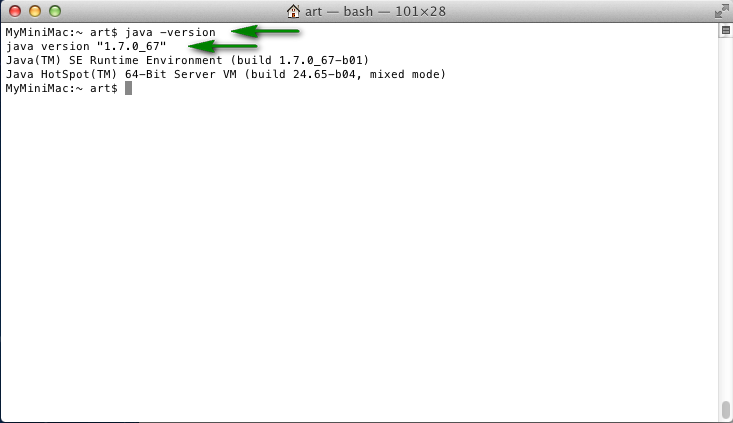 art — bash — 101×28
MyMiniMac:~ art$ java -version
java version "1.7.0_67"
Java(TM) SE Runtime Environment (build 1.7.0_67-b01)
Java HotSpot(TM) 64-Bit Server VM (build 24.65-b04, mixed mode)
MyMiniMac:~ art$